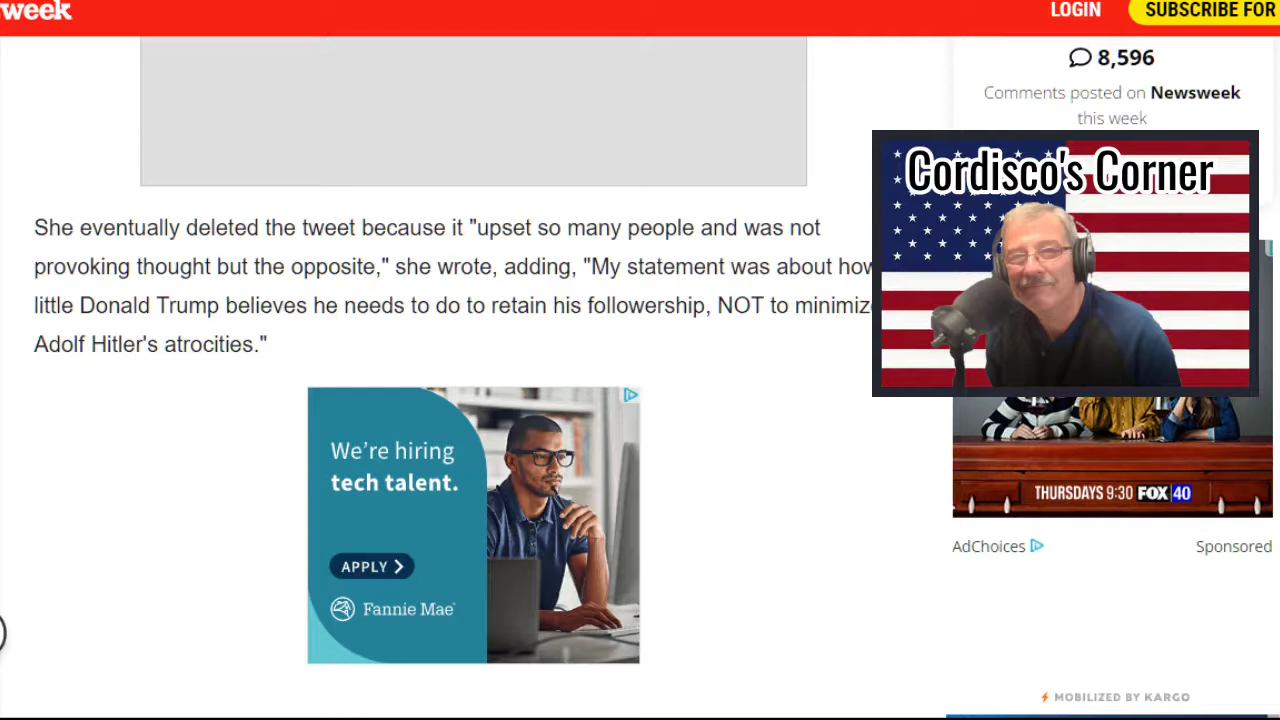 week
LOGIN
SUBSCRIBE FOR
8,596
Comments posted on Newsweek
this week
Cordisco's Corner
She eventually deleted the tweet because it "upset so many people and was not
provoking thought but the opposite," she wrote, adding, "My statement was about how
little Donald Trump believes he needs to do to retain his followership, NOT to minimize
Adolf Hitler's atrocities."
We're hiring
tech talent.
APPLY
Fannie Mae
THURSDAYS 9:30 FOX 40
AdChoices
Sponsored
MOBILIZED BY KARGO